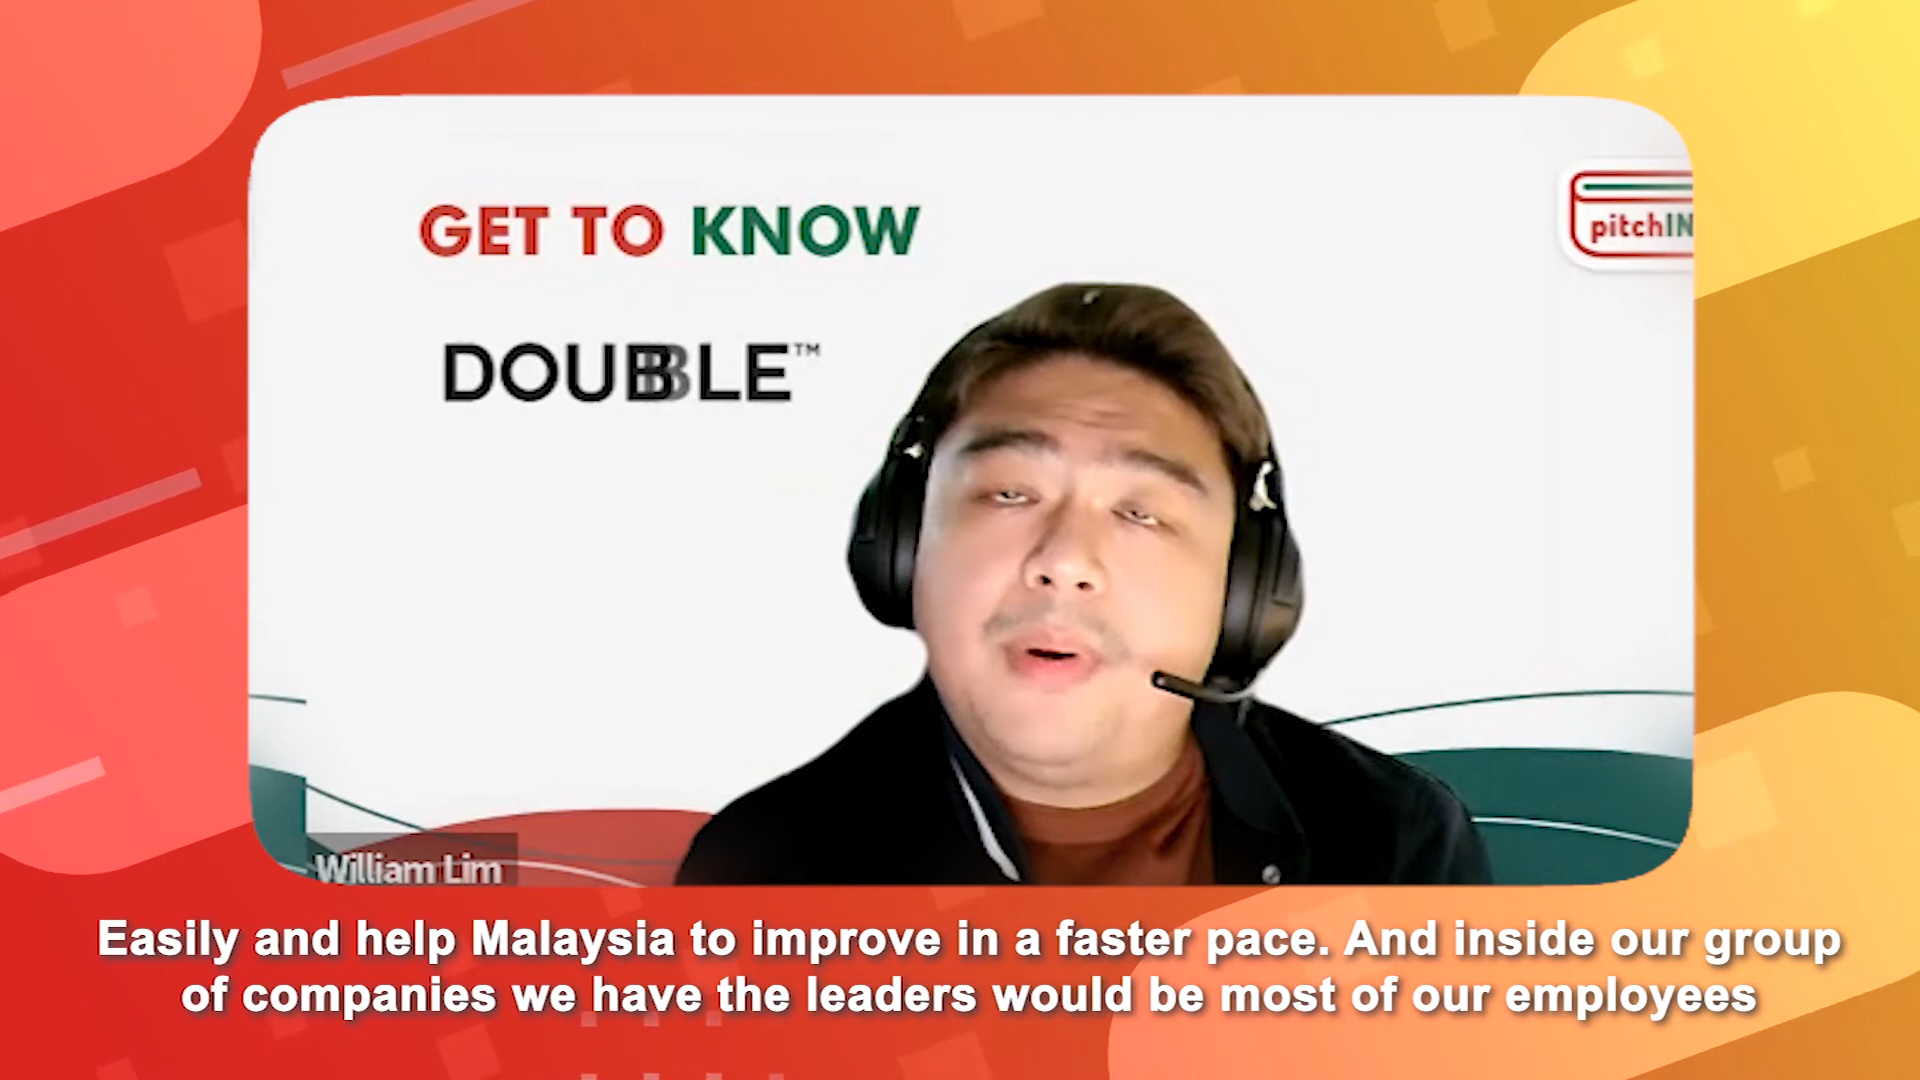 GET TO KNOW
pitchIN
DOUBBLE™
William Lim
Easily and help Malaysia to improve in a faster pace. And inside our group
of companies we have the leaders would be most of our employees